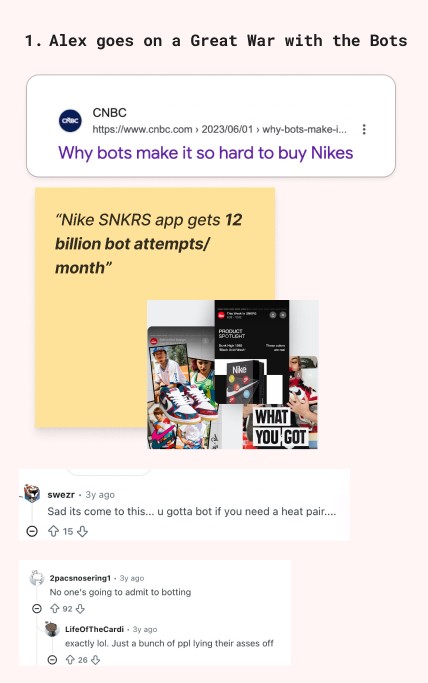 1. Alex goes on a Great War with the Bots
CNBC
CNBC
https://www.cnbc.com › 2023/06/01 › why-bots-make-i...
Why bots make it so hard to buy Nikes
“Nike SNKRS app gets 12
billion bot attempts/
month”
PRODUCT
SPOTLIGHT
Nike
WHAT
YOU GOT
swezr • 3y ago
Sad its come to this... u gotta bot if you need a heat pair....
15
2pacsnosering1 • 3y ago
No one's going to admit to botting
92
LifeOfTheCardi • 3y ago
exactly lol. Just a bunch of ppl lying their asses off
26